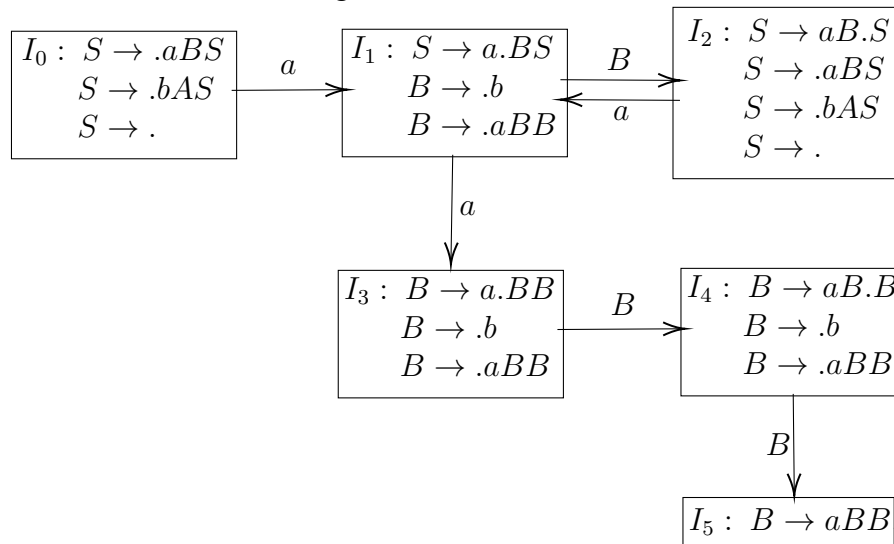 I₀ : S → .aBS
S → .bAS
S → .
a
I₁ : S → a.BS
B → .b
B → .aBB
B
a
I₂ : S → aB.S
S → .aBS
S → .bAS
S → .
a
I₃ : B → a.BB
B → .b
B → .aBB
B
I₄ : B → aB.B
B → .b
B → .aBB
B
I₅ : B → aBB